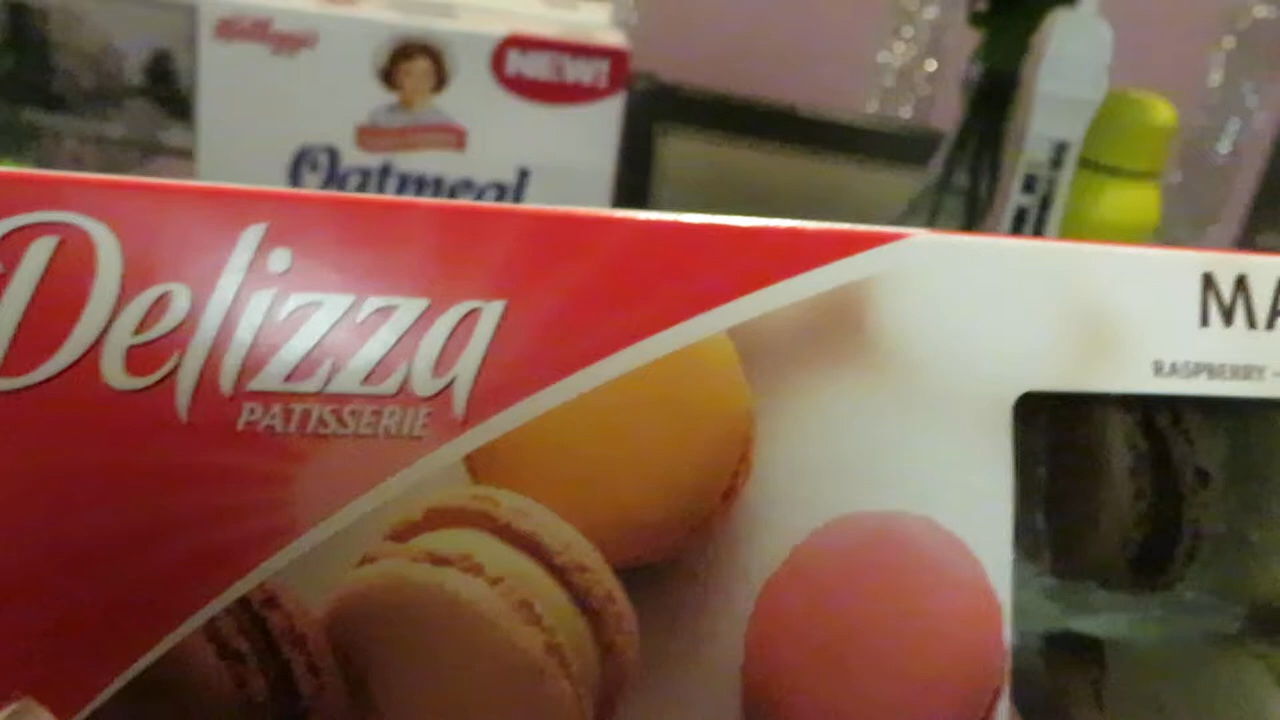 Kellogg's
NEW!
Oatmeal
Delizza
PATISSERIE
MA
RASPBERRY -